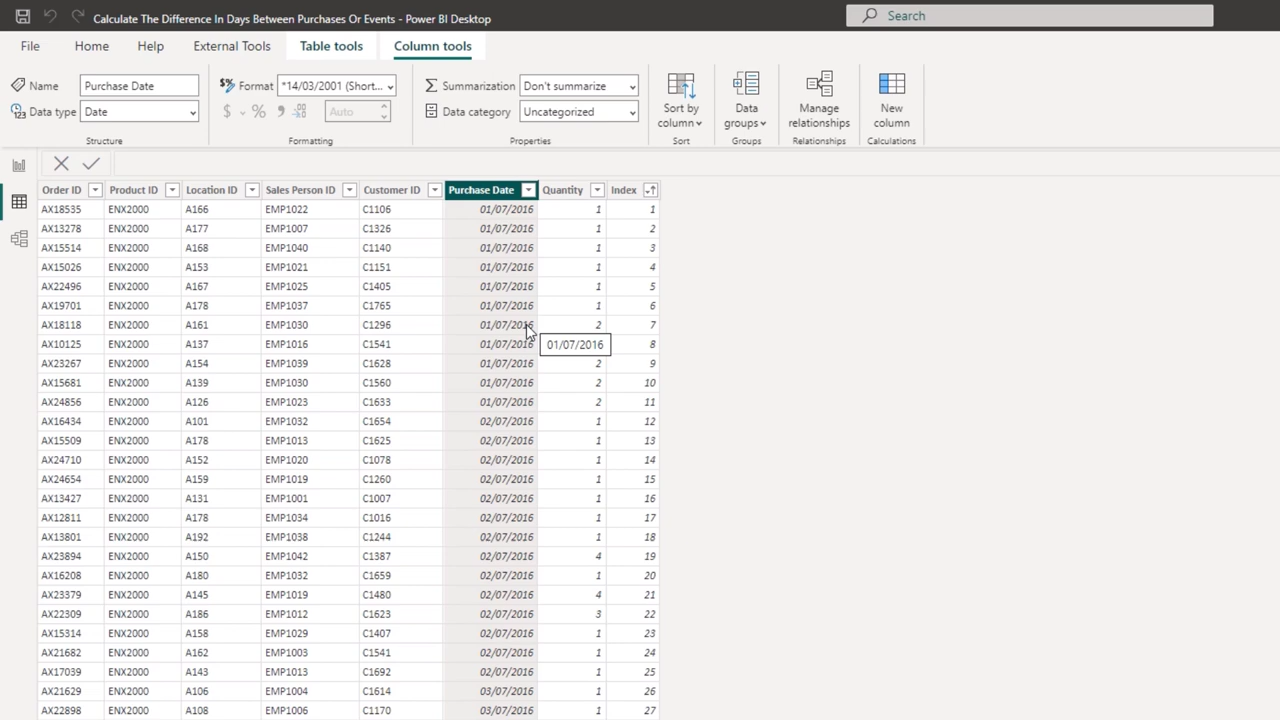 Calculate The Difference In Days Between Purchases Or Events - Power BI Desktop
Search
File Home Help External Tools Table tools Column tools
Name Purchase Date Format *14/03/2001 (Short... Summarization Don't summarize
Data type Date $ % Auto Data category Uncategorized
Sort by column Data groups Manage relationships New column
Structure Formatting Properties Sort Groups Relationships Calculations
Order ID Product ID Location ID Sales Person ID Customer ID Purchase Date Quantity Index
AX18535 ENX2000 A166 EMP1022 C1106 01/07/2016 1 1
AX13278 ENX2000 A177 EMP1007 C1326 01/07/2016 1 2
AX15514 ENX2000 A168 EMP1040 C1140 01/07/2016 1 3
AX15026 ENX2000 A153 EMP1021 C1151 01/07/2016 1 4
AX22496 ENX2000 A167 EMP1025 C1405 01/07/2016 1 5
AX19701 ENX2000 A178 EMP1037 C1765 01/07/2016 1 6
AX18118 ENX2000 A161 EMP1030 C1296 01/07/2016 2 7
AX10125 ENX2000 A137 EMP1016 C1541 01/07/2016 01/07/2016 8
AX23267 ENX2000 A154 EMP1039 C1628 01/07/2016 2 9
AX15681 ENX2000 A139 EMP1030 C1560 01/07/2016 2 10
AX24856 ENX2000 A126 EMP1023 C1633 01/07/2016 2 11
AX16434 ENX2000 A101 EMP1032 C1654 02/07/2016 1 12
AX15509 ENX2000 A178 EMP1013 C1625 02/07/2016 1 13
AX24710 ENX2000 A152 EMP1020 C1078 02/07/2016 1 14
AX24654 ENX2000 A159 EMP1019 C1260 02/07/2016 1 15
AX13427 ENX2000 A131 EMP1001 C1007 02/07/2016 1 16
AX12811 ENX2000 A178 EMP1034 C1016 02/07/2016 1 17
AX13801 ENX2000 A192 EMP1038 C1244 02/07/2016 1 18
AX23894 ENX2000 A150 EMP1042 C1387 02/07/2016 4 19
AX16208 ENX2000 A180 EMP1032 C1659 02/07/2016 1 20
AX23379 ENX2000 A145 EMP1019 C1480 02/07/2016 4 21
AX22309 ENX2000 A186 EMP1012 C1623 02/07/2016 3 22
AX15314 ENX2000 A158 EMP1029 C1407 02/07/2016 1 23
AX21682 ENX2000 A162 EMP1003 C1541 02/07/2016 1 24
AX17039 ENX2000 A143 EMP1013 C1692 02/07/2016 1 25
AX21629 ENX2000 A106 EMP1004 C1614 03/07/2016 1 26
AX22898 ENX2000 A108 EMP1006 C1170 03/07/2016 1 27